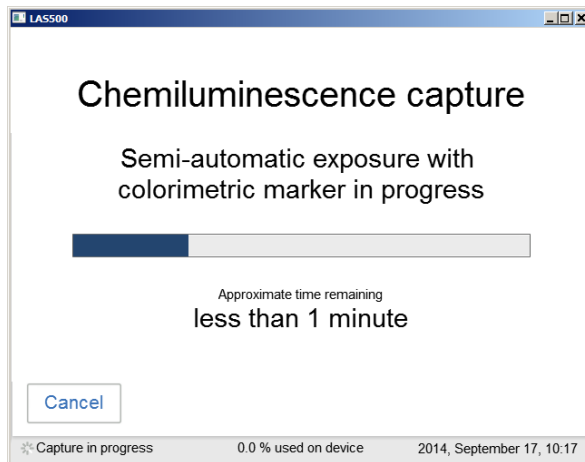 LAS500
Chemiluminescence capture
Semi-automatic exposure with
colorimetric marker in progress
Approximate time remaining
less than 1 minute
Cancel
Capture in progress 0.0 % used on device 2014, September 17, 10:17